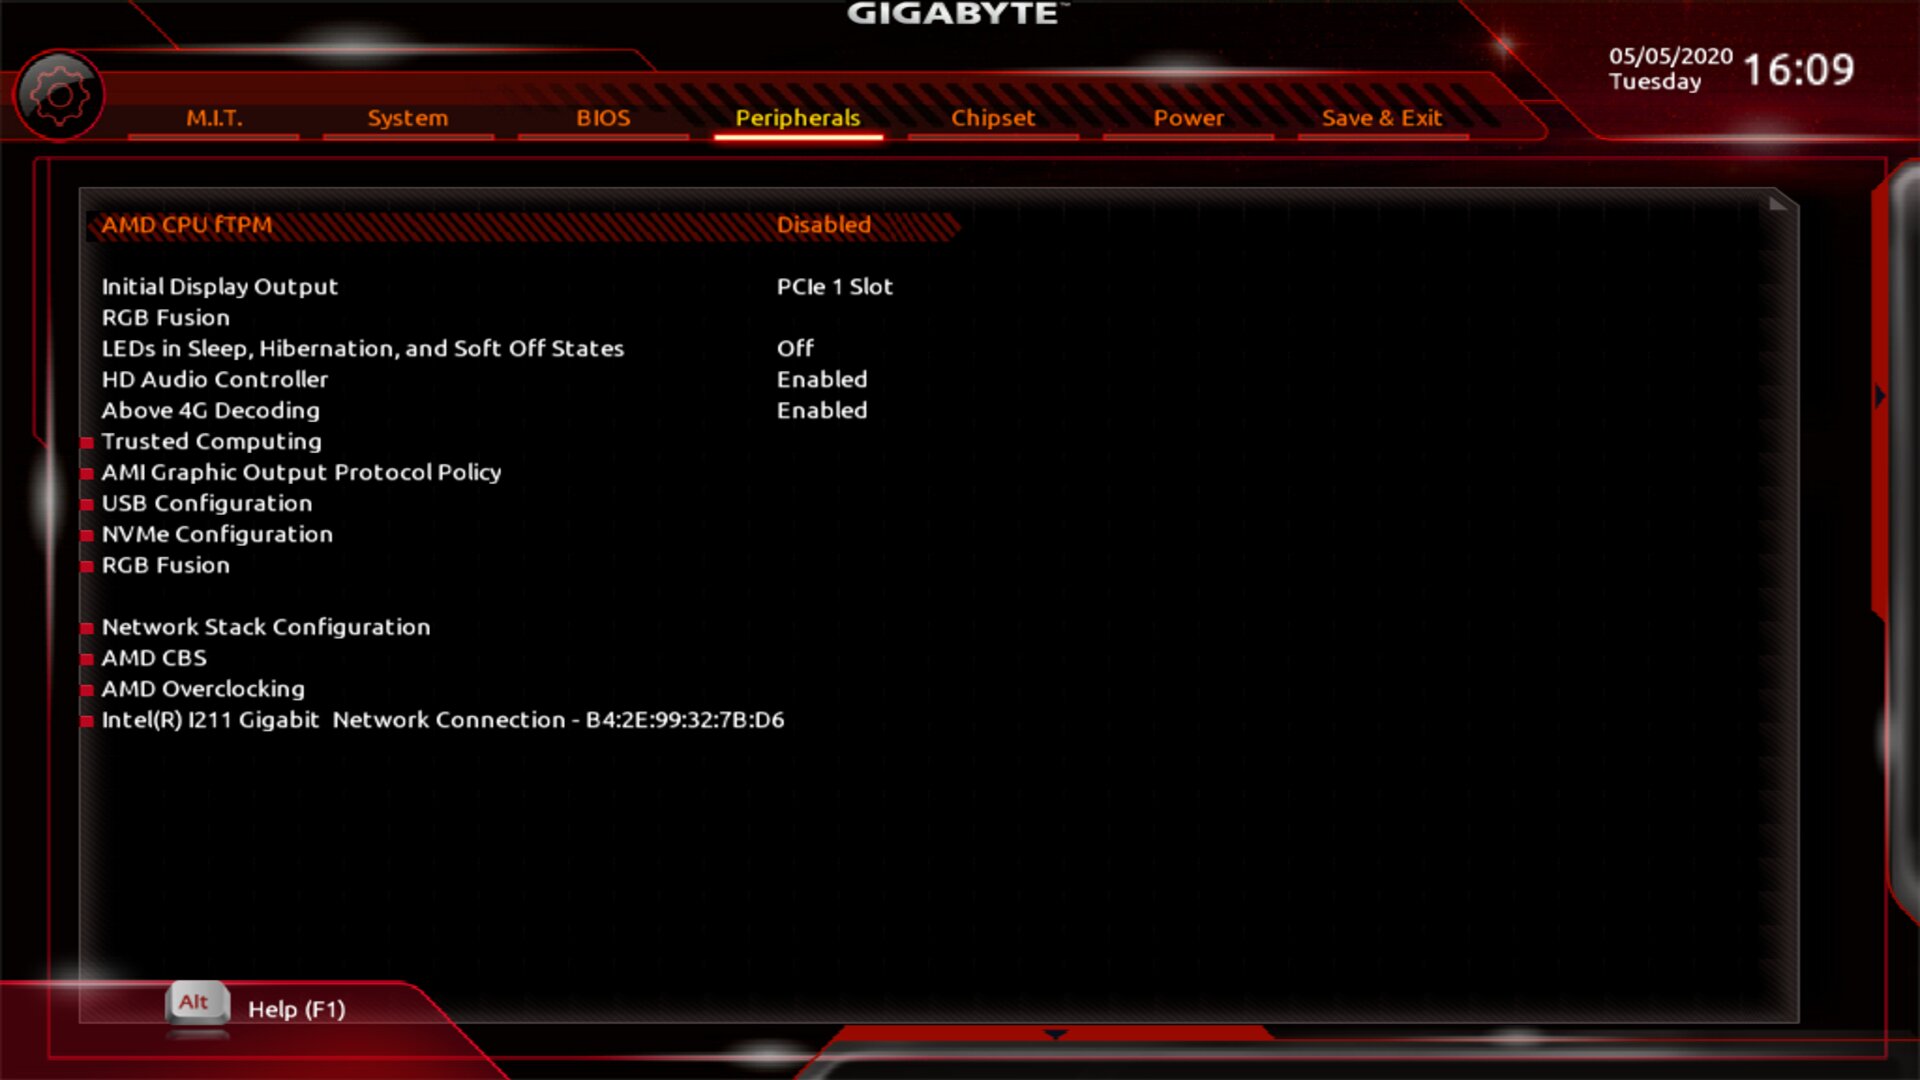 GIGABYTE™
05/05/2020 16:09
Tuesday
M.I.T. System BIOS Peripherals Chipset Power Save & Exit
AMD CPU fTPM Disabled
Initial Display Output PCIe 1 Slot
RGB Fusion
LEDs in Sleep, Hibernation, and Soft Off States Off
HD Audio Controller Enabled
Above 4G Decoding Enabled
Trusted Computing
AMI Graphic Output Protocol Policy
USB Configuration
NVMe Configuration
RGB Fusion
Network Stack Configuration
AMD CBS
AMD Overclocking
Intel(R) I211 Gigabit  Network Connection - B4:2E:99:32:7B:D6
Alt Help (F1)